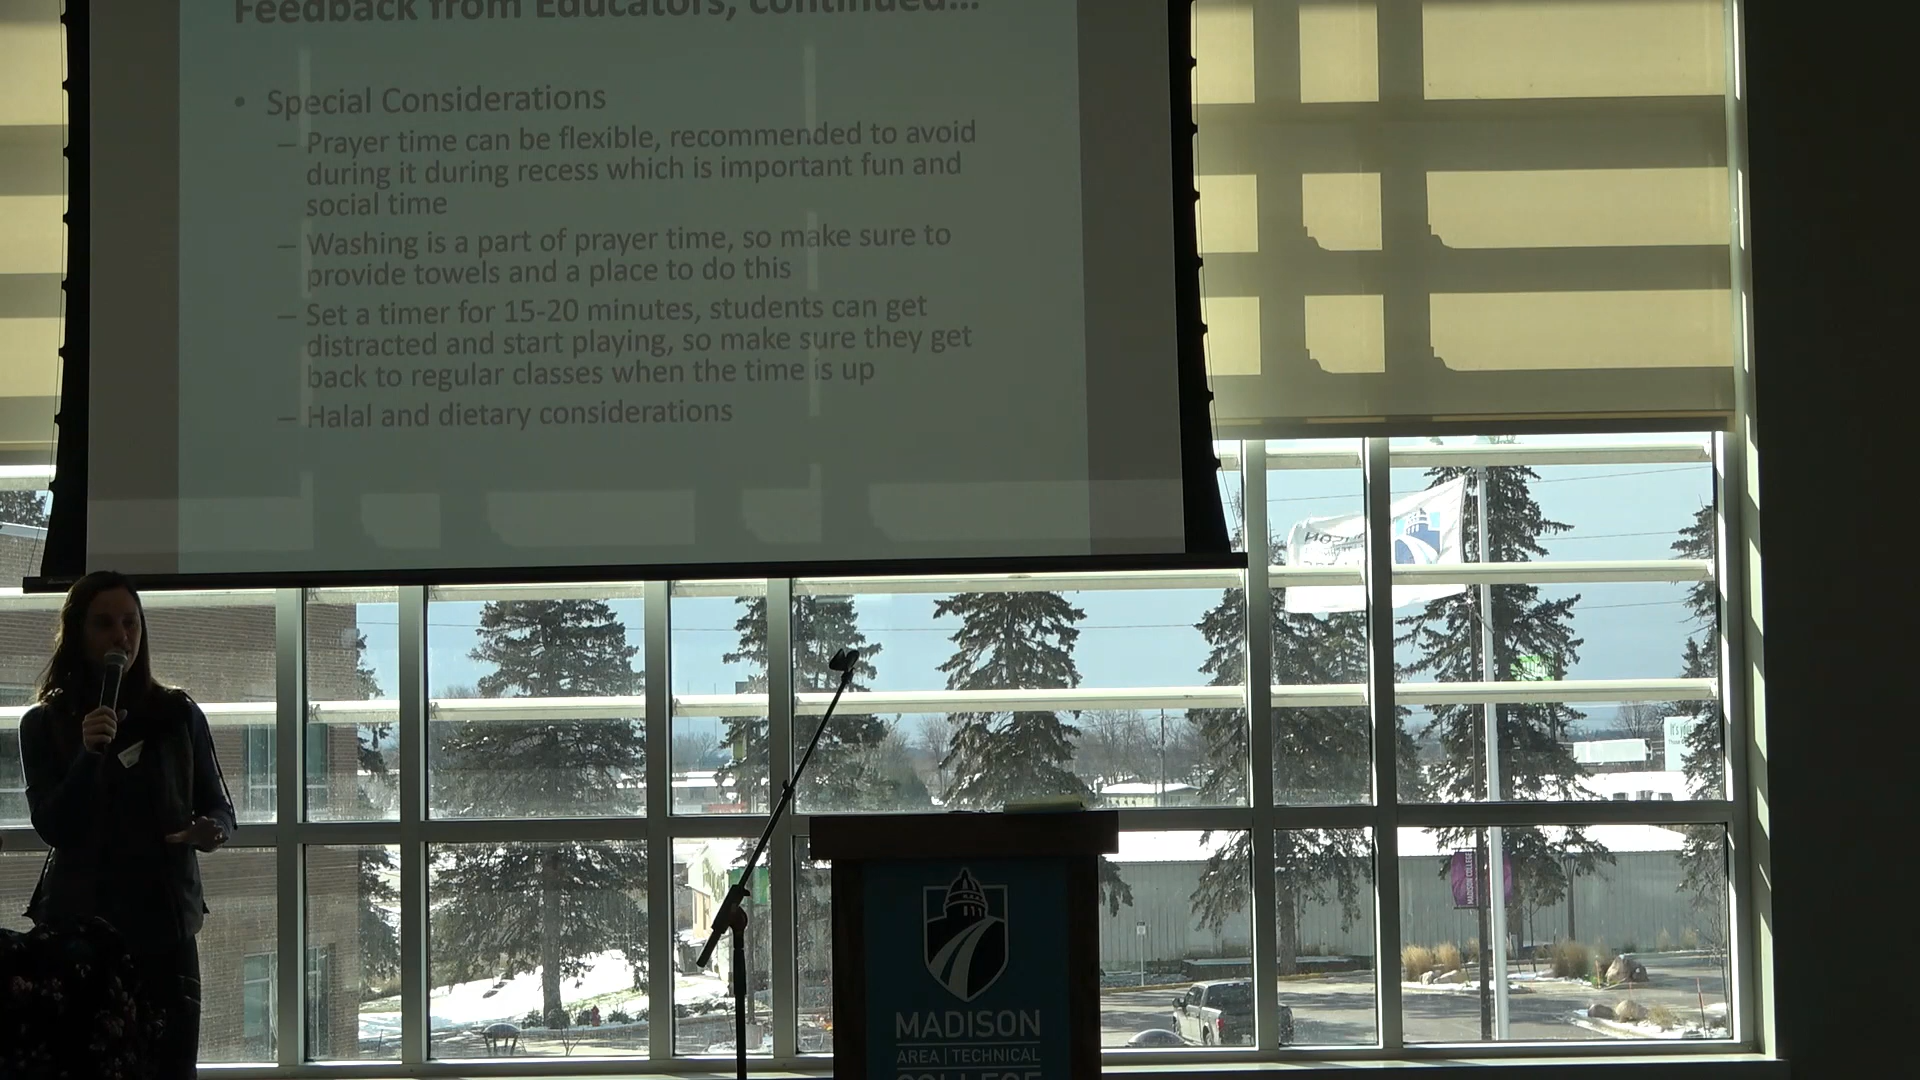 Feedback from Educators, continued...
• Special Considerations
– Prayer time can be flexible, recommended to avoid
during it during recess which is important fun and
social time
– Washing is a part of prayer time, so make sure to
provide towels and a place to do this
– Set a timer for 15-20 minutes, students can get
distracted and start playing, so make sure they get
back to regular classes when the time is up
– Halal and dietary considerations
It's
MADISON COLLEGE
MADISON
AREA | TECHNICAL
COLLEGE